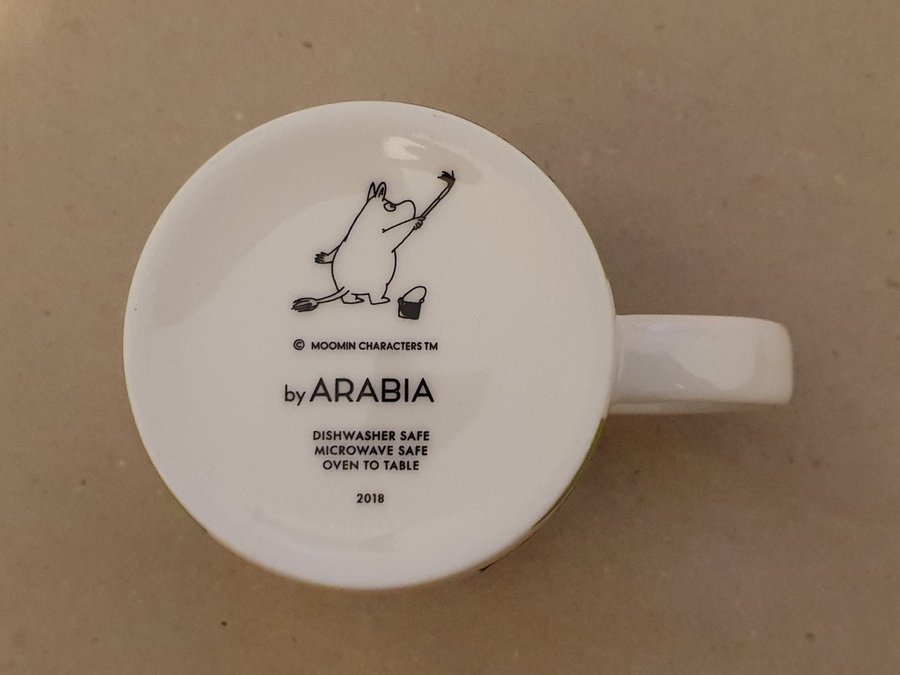 © MOOMIN CHARACTERS TM
by ARABIA
DISHWASHER SAFE
MICROWAVE SAFE
OVEN TO TABLE
2018